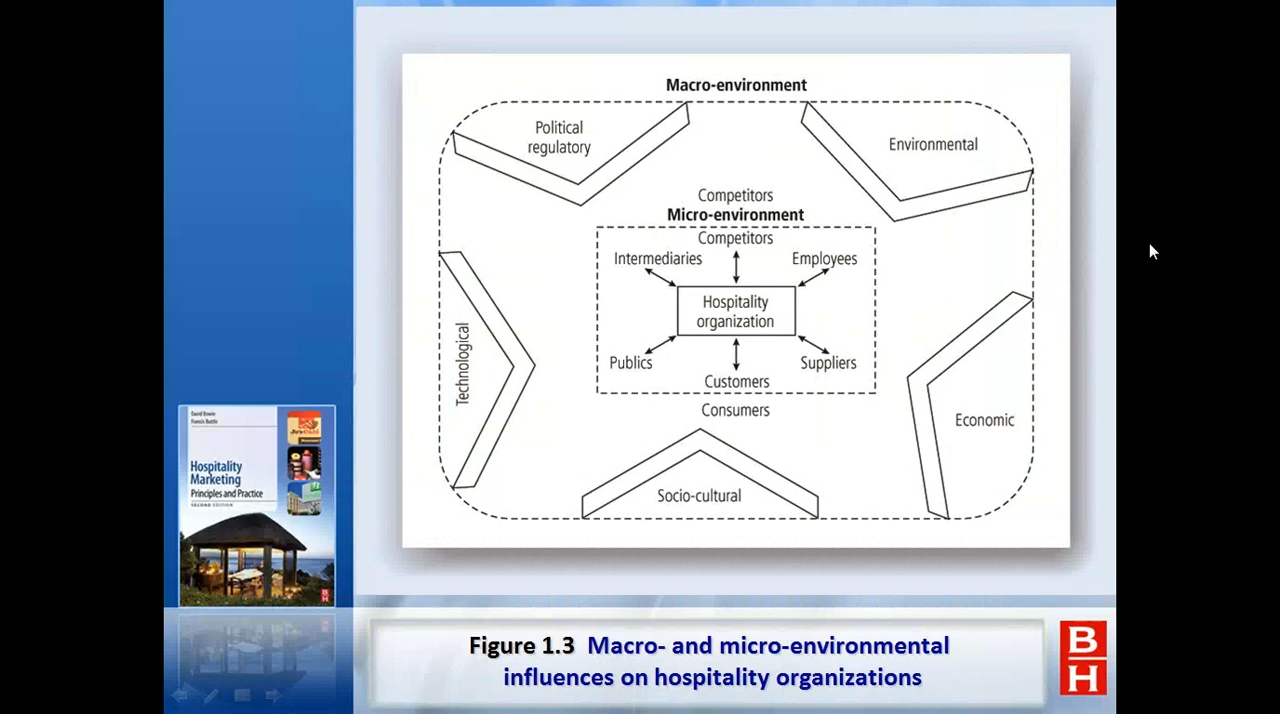 Macro-environment
Political
regulatory
Environmental
Competitors
Micro-environment
Competitors
Intermediaries
Employees
Hospitality
organization
Publics
Suppliers
Customers
Consumers
Technological
Economic
Socio-cultural
David Bowie
Francis Buttle
Hospitality
Marketing
Principles and Practice
SECOND EDITION
B
H
Figure 1.3 Macro- and micro-environmental
influences on hospitality organizations
B
H